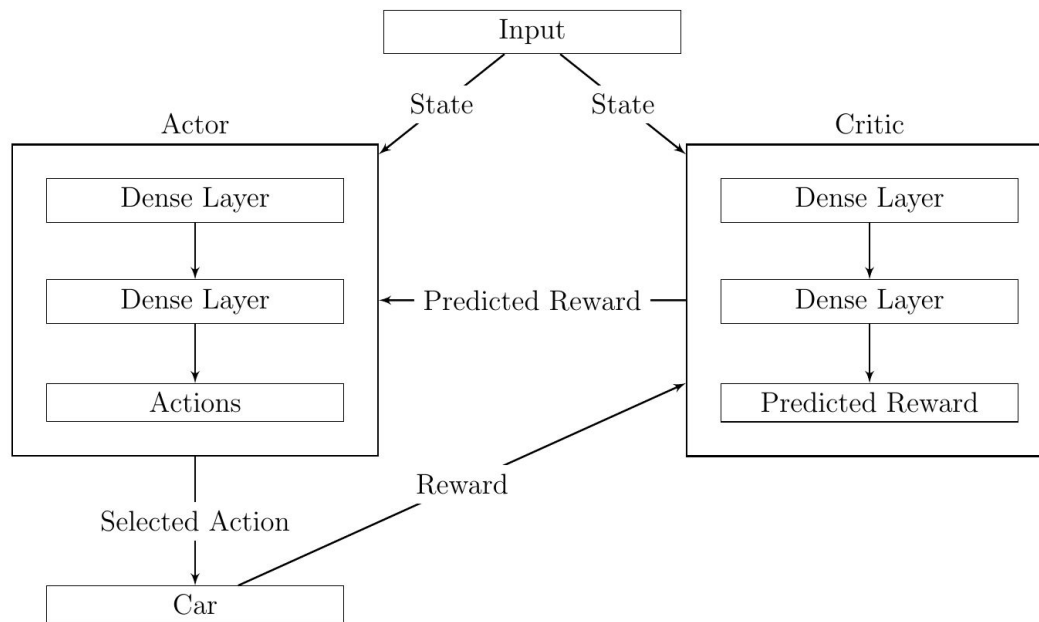 Input
State
State
Actor
Critic
Dense Layer
Dense Layer
Dense Layer
Predicted Reward
Dense Layer
Actions
Predicted Reward
Reward
Selected Action
Car